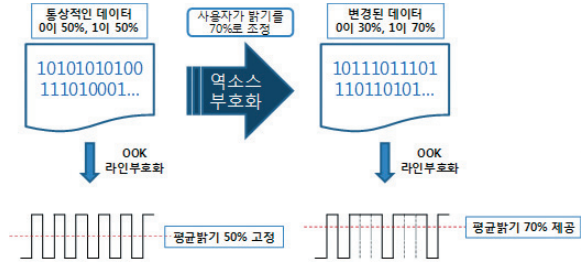 통상적인 데이터
0이 50%, 1이 50%
사용자가 밝기를
70%로 조정
변경된 데이터
0이 30%, 1이 70%
10101010100
111010001...
역소스
부호화
10111011101
110110101...
OOK
라인부호화
OOK
라인부호화
평균밝기 50% 고정
평균밝기 70% 제공